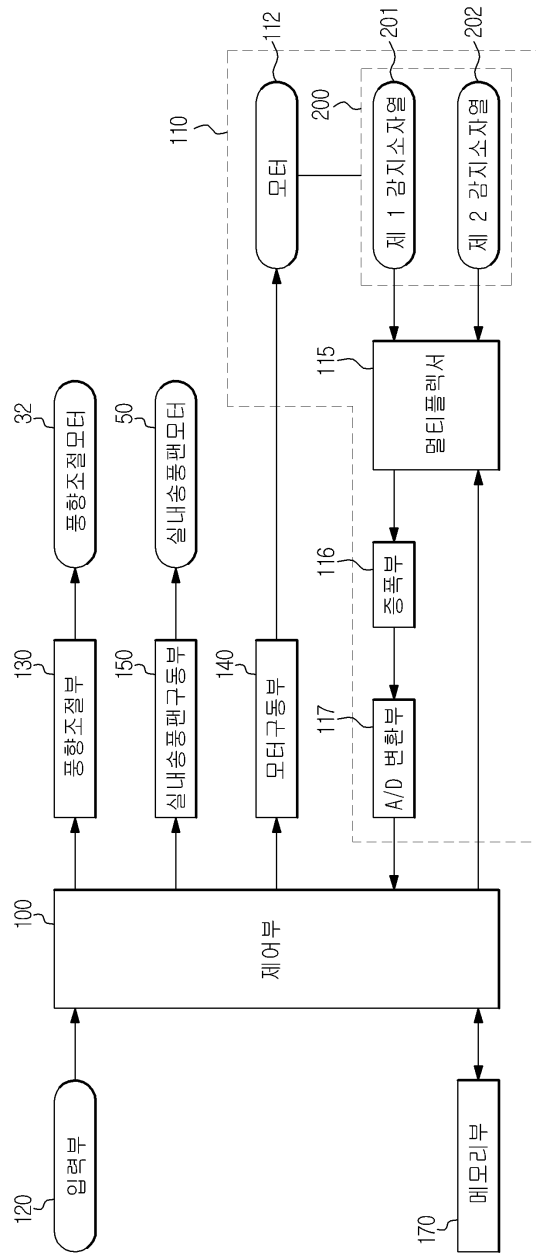 120
입력부
170
메모리부
100
제어부
130
풍향조절부
32
풍향조절모터
150
실내송풍팬구동부
50
실내송풍팬모터
140
모터구동부
110
112
모터
200
201
제 1 감지소자열
202
제 2 감지소자열
115
멀티플렉서
116
증폭부
117
A/D 변환부